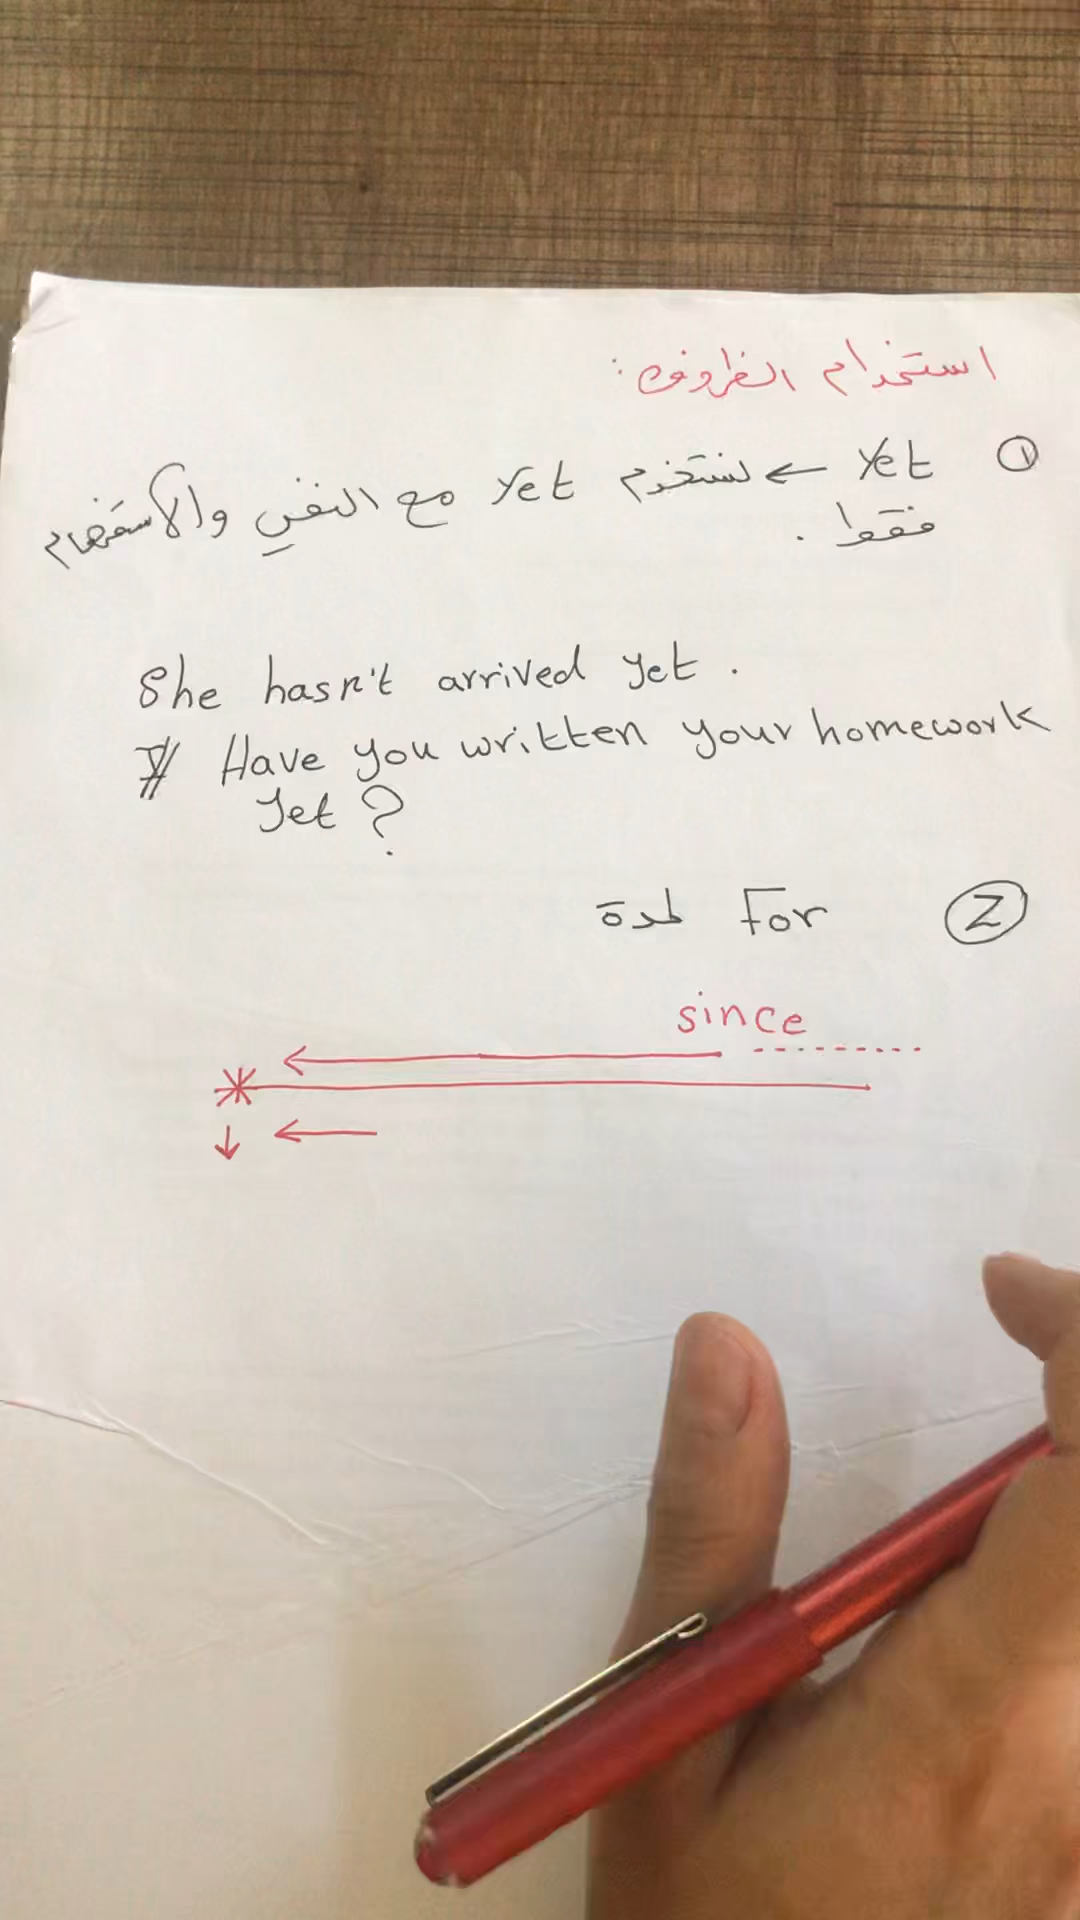 استخدام الظروف:
① Yet ← نستخدم Yet مع النفي والاستفهام
فقط .
She hasn't arrived yet .
Have you written your homework
Yet ?
② For لمدة
since